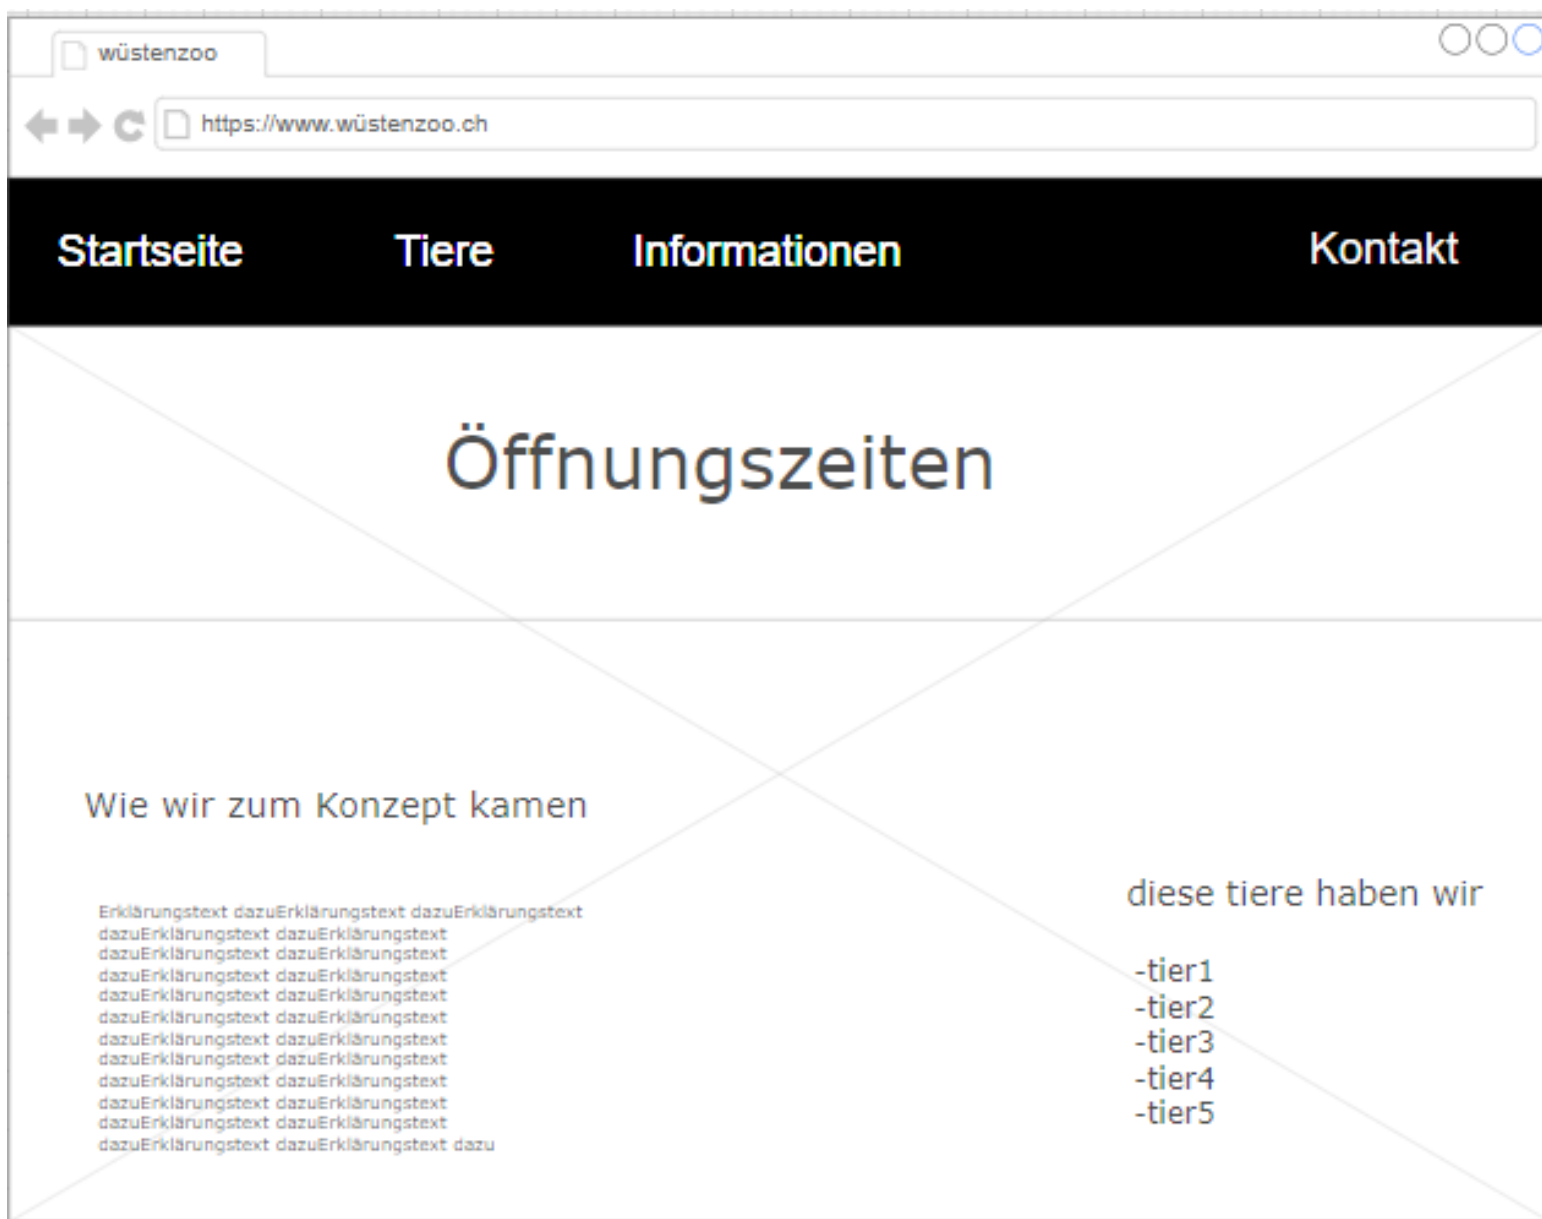 wüstenzoo
https://www.wüstenzoo.ch
Startseite Tiere Informationen Kontakt
Öffnungszeiten
Wie wir zum Konzept kamen
Erklärungstext dazuErklärungstext dazuErklärungstext
dazuErklärungstext dazuErklärungstext
dazuErklärungstext dazuErklärungstext
dazuErklärungstext dazuErklärungstext
dazuErklärungstext dazuErklärungstext
dazuErklärungstext dazuErklärungstext
dazuErklärungstext dazuErklärungstext
dazuErklärungstext dazuErklärungstext
dazuErklärungstext dazuErklärungstext
dazuErklärungstext dazuErklärungstext
dazuErklärungstext dazuErklärungstext
dazuErklärungstext dazuErklärungstext dazu
diese tiere haben wir
-tier1
-tier2
-tier3
-tier4
-tier5